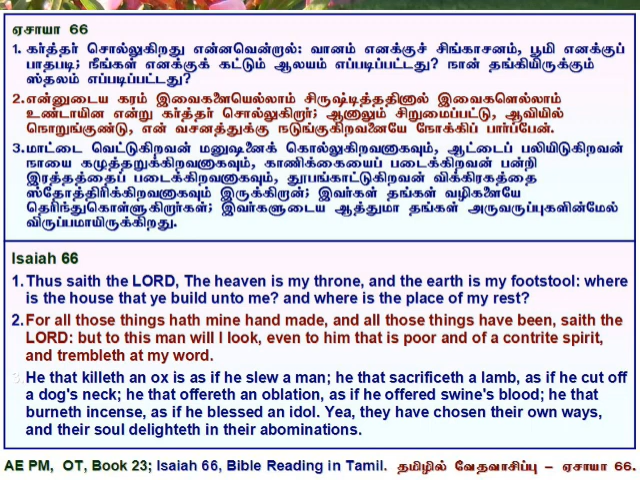 ஏசாயா 66
1. கர்த்தர் சொல்லுகிறது என்னவென்றால்: வானம் எனக்குச் சிங்காசனம், பூமி எனக்குப்
பாதபடி; நீங்கள் எனக்குக் கட்டும் ஆலயம் எப்படிப்பட்டது? நான் தங்கியிருக்கும்
ஸ்தலம் எப்படிப்பட்டது?
2.என்னுடைய கரம் இவைகளையெல்லாம் சிருஷ்டித்ததினால் இவைகளெல்லாம்
உண்டாயின என்று கர்த்தர் சொல்லுகிறார்; ஆனாலும் சிறுமைப்பட்டு, ஆவியில்
நொறுங்குண்டு, என் வசனத்துக்கு நடுங்குகிறவனையே நோக்கிப் பார்ப்பேன்.
3.மாட்டை வெட்டுகிறவன் மனுஷனைக் கொல்லுகிறவனாகவும், ஆட்டைப் பலியிடுகிறவன்
நாயை கழுத்தறுக்கிறவனாகவும், காணிக்கையைப் படைக்கிறவன் பன்றி
இரத்தத்தைப் படைக்கிறவனாகவும், தூபங்காட்டுகிறவன் விக்கிரகத்தை
ஸ்தோத்திரிக்கிறவனாகவும் இருக்கிறான்; இவர்கள் தங்கள் வழிகளையே
தெரிந்துகொள்ளுகிறார்கள்; இவர்களுடைய ஆத்துமா தங்கள் அருவருப்புகளின்மேல்
விருப்பமாயிருக்கிறது.
Isaiah 66
1. Thus saith the LORD, The heaven is my throne, and the earth is my footstool: where
is the house that ye build unto me? and where is the place of my rest?
2. For all those things hath mine hand made, and all those things have been, saith the
LORD: but to this man will I look, even to him that is poor and of a contrite spirit,
and trembleth at my word.
3. He that killeth an ox is as if he slew a man; he that sacrificeth a lamb, as if he cut off
a dog's neck; he that offereth an oblation, as if he offered swine's blood; he that
burneth incense, as if he blessed an idol. Yea, they have chosen their own ways,
and their soul delighteth in their abominations.
AE PM, OT, Book 23; Isaiah 66, Bible Reading in Tamil. தமிழில் வேதவாசிப்பு – ஏசாயா 66.